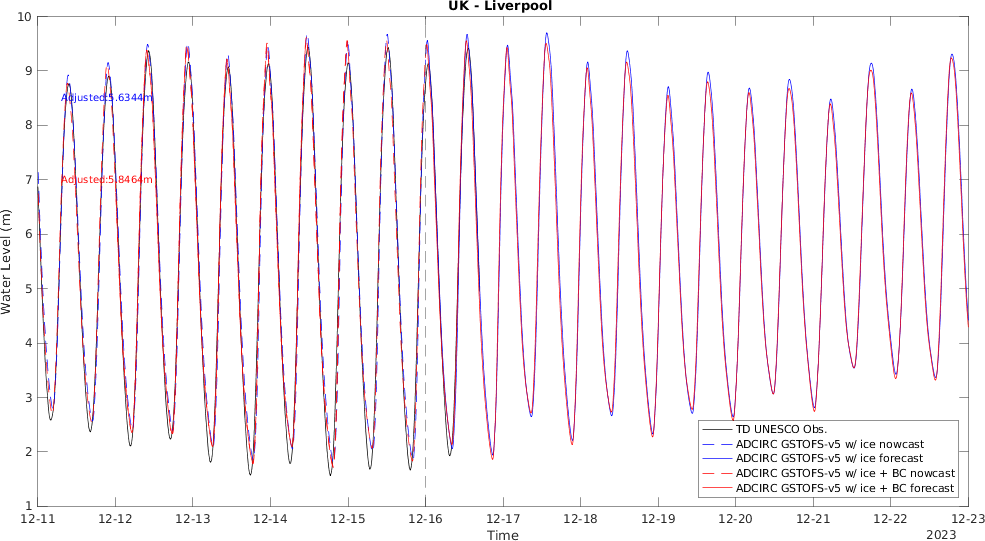 UK - Liverpool
10
9
8
7
6
5
4
3
2
1
Water Level (m)
Adjusted:5.6344m
Adjusted:5.8464m
TD UNESCO Obs.
ADCIRC GSTOFS-v5 w/ ice nowcast
ADCIRC GSTOFS-v5 w/ ice forecast
ADCIRC GSTOFS-v5 w/ ice + BC nowcast
ADCIRC GSTOFS-v5 w/ ice + BC forecast
12-11 12-12 12-13 12-14 12-15 12-16 12-17 12-18 12-19 12-20 12-21 12-22 12-23
Time
2023